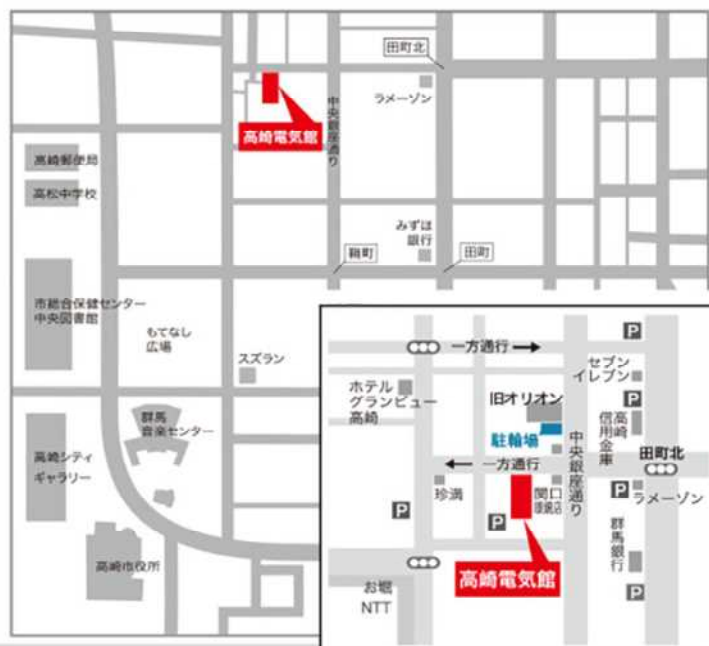 田町北
ラメーゾン
高崎電気館
中央銀座通り
高崎郵便局
高松中学校
みずほ
銀行
鞘町
田町
市総合保健センター
中央図書館
もてなし
広場
スズラン
群馬
音楽センター
高崎シティ
ギャラリー
高崎市役所
P
一方通行
セブン
イレブン
ホテル
グランビュー
高崎
旧オリオン
P
高崎
信用金庫
駐輪場
中央銀座通り
田町北
一方通行
珍満
関口
P
ラメーゾン
P
P
群馬
銀行
高崎電気館
お堀
NTT
P